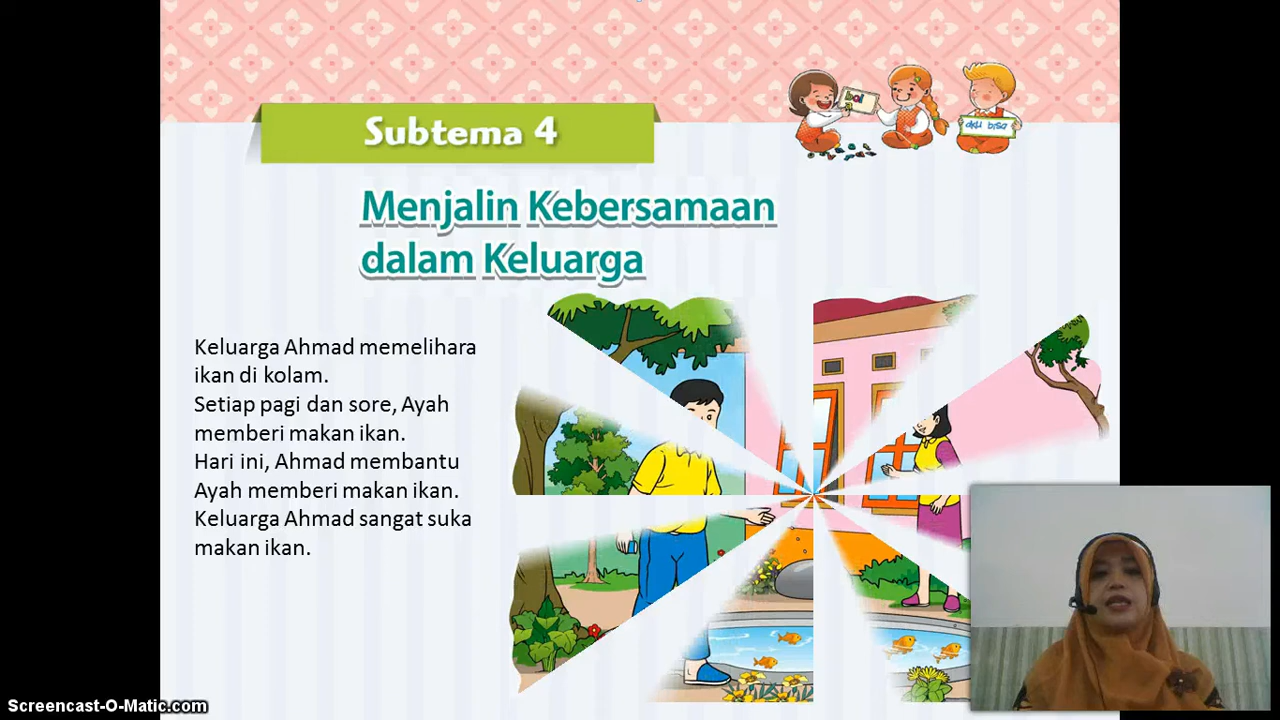 boi
a
aku bisa
Subtema 4
Menjalin Kebersamaan
dalam Keluarga
Keluarga Ahmad memelihara
ikan di kolam.
Setiap pagi dan sore, Ayah
memberi makan ikan.
Hari ini, Ahmad membantu
Ayah memberi makan ikan.
Keluarga Ahmad sangat suka
makan ikan.
Screencast-O-Matic.com